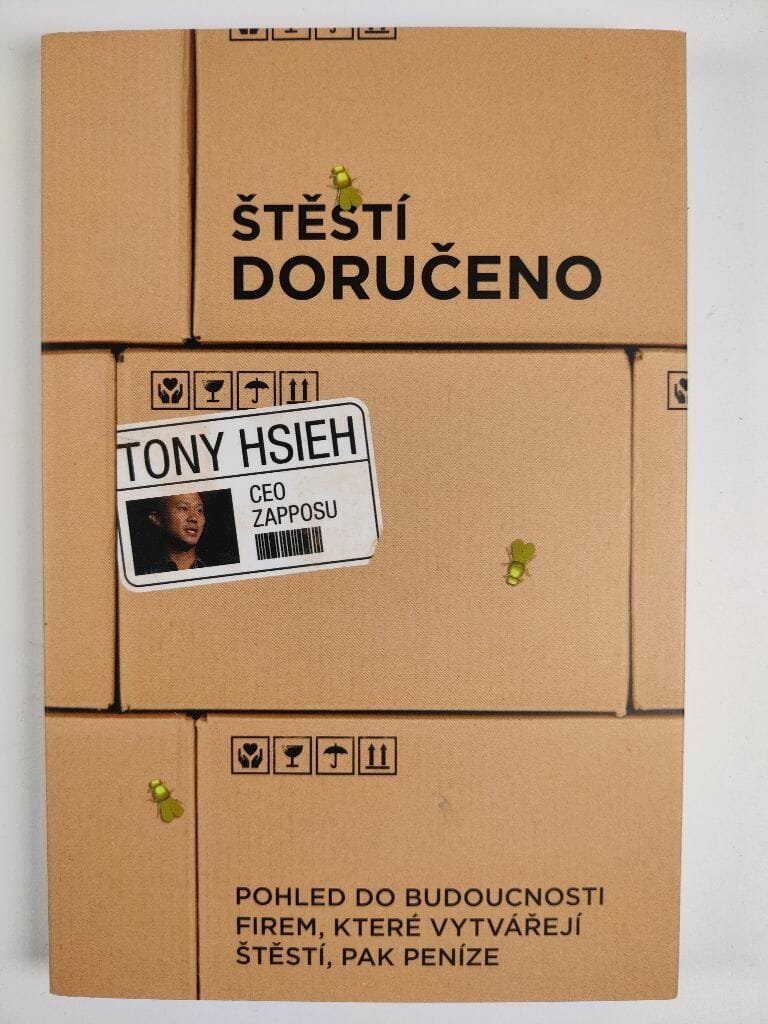 ŠTĚSTÍ
DORUČENO
TONY HSIEH
CEO
ZAPPOSU
POHLED DO BUDOUCNOSTI
FIREM, KTERÉ VYTVÁŘEJÍ
ŠTĚSTÍ, PAK PENÍZE